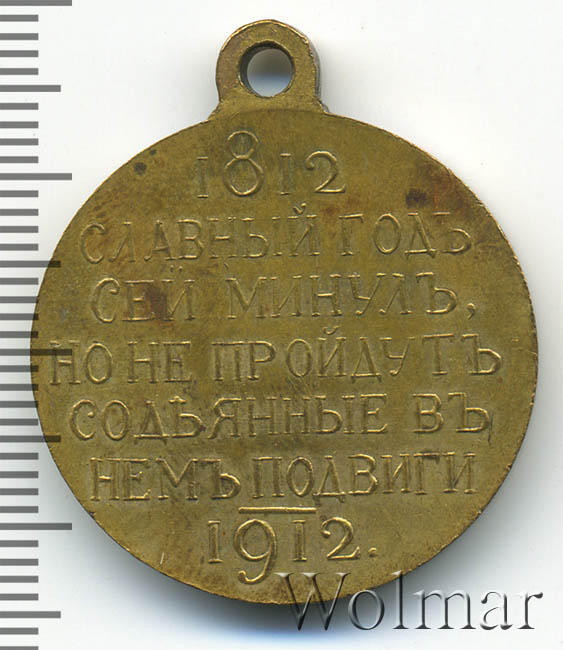 1812
СЛАВНЫЙ ГОДЪ
СЕЙ МИНУЛЪ,
НО НЕ ПРОЙДУТЪ
СОДѢЯННЫЕ ВЪ
НЕМЪ ПОДВИГИ
1912.
Wolmar